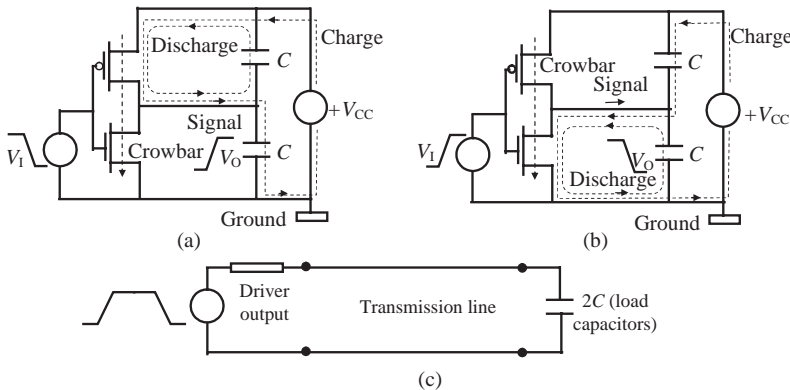 Discharge
C
Charge
+V_CC
Signal
V_I
Crowbar
V_O
C
Ground
(a)
Crowbar
C
Charge
Signal
+V_CC
V_I
V_O
C
Discharge
Ground
(b)
Driver
output
Transmission line
2C (load
capacitors)
(c)